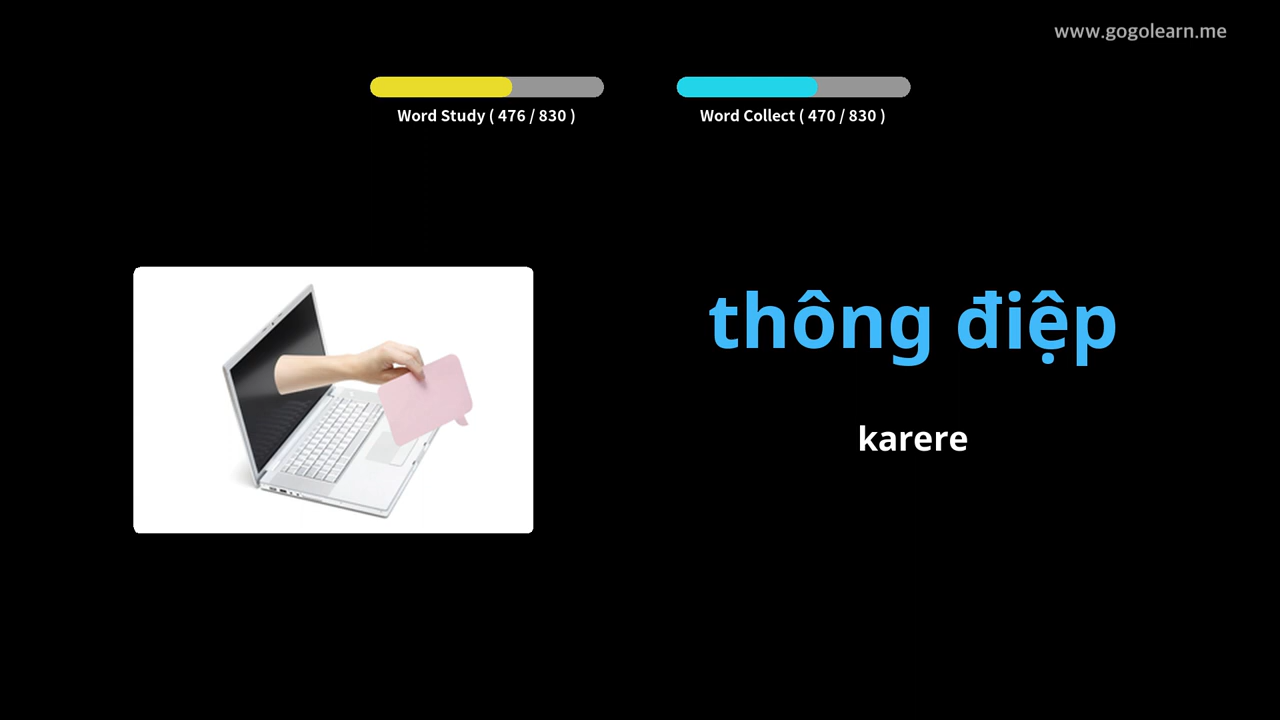 www.gogolearn.me
Word Study ( 476 / 830 )
Word Collect ( 470 / 830 )
thông điệp
karere